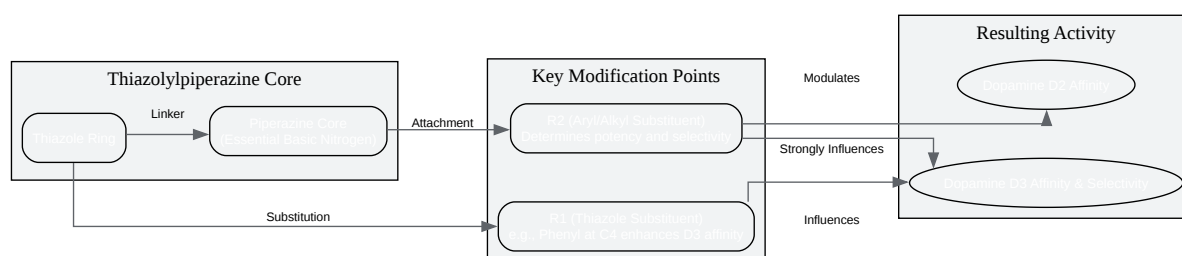 Thiazolylpiperazine Core
Thiazole Ring
Linker
Piperazine Core
(Essential Basic Nitrogen)
Attachment
Substitution
Key Modification Points
R2 (Aryl/Alkyl Substituent)
Determines potency and selectivity
R1 (Thiazole Substituent)
e.g., Phenyl at C4 enhances D3 affinity
Modulates
Strongly Influences
Influences
Resulting Activity
Dopamine D2 Affinity
Dopamine D3 Affinity & Selectivity